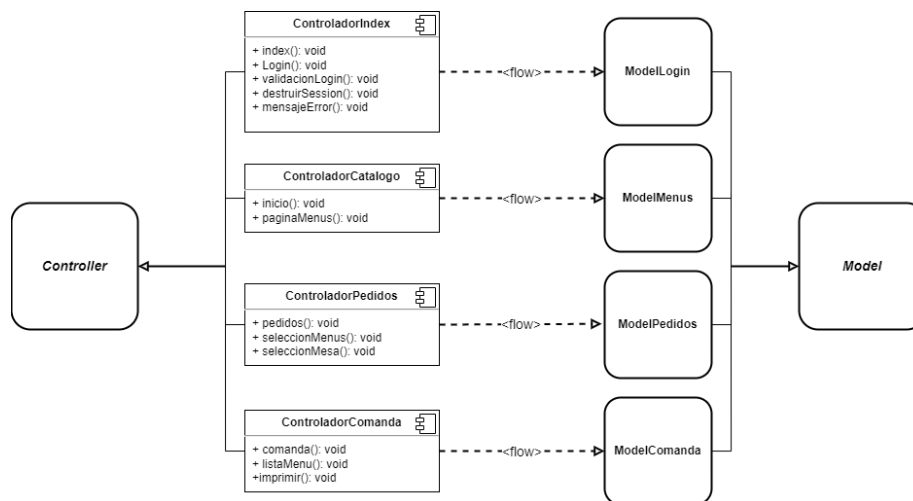 ControladorIndex
+ index(): void
+ Login(): void
+ validacionLogin(): void
+ destruirSession(): void
+ mensajeError(): void
<flow>
ModelLogin
ControladorCatalogo
+ inicio(): void
+ paginaMenus(): void
<flow>
ModelMenus
Controller
Model
ControladorPedidos
+ pedidos(): void
+ seleccionMenus(): void
+ seleccionMesa(): void
<flow>
ModelPedidos
ControladorComanda
+ comanda(): void
+ listaMenu(): void
+imprimir(): void
<flow>
ModelComanda